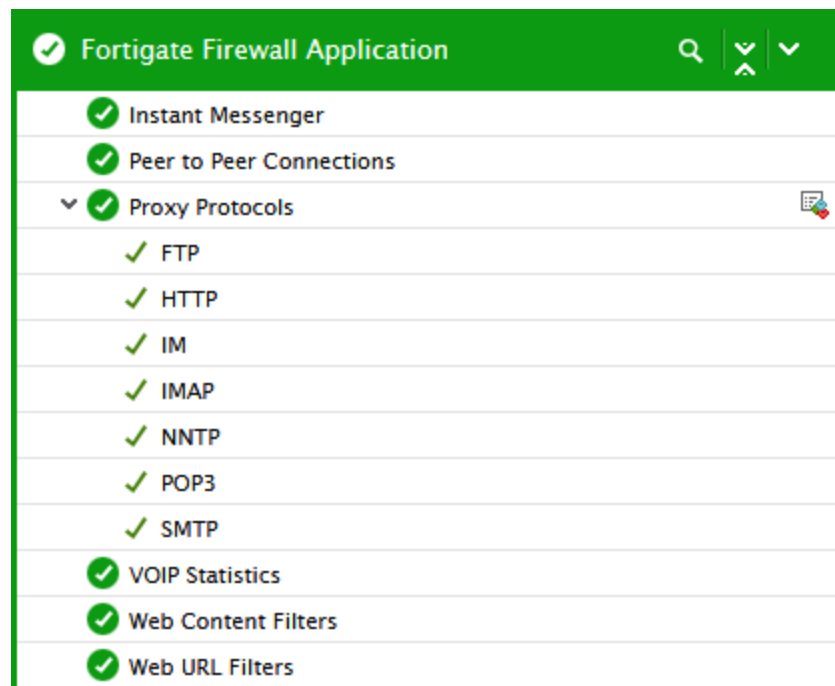 Fortigate Firewall Application
Instant Messenger
Peer to Peer Connections
Proxy Protocols
FTP
HTTP
IM
IMAP
NNTP
POP3
SMTP
VOIP Statistics
Web Content Filters
Web URL Filters